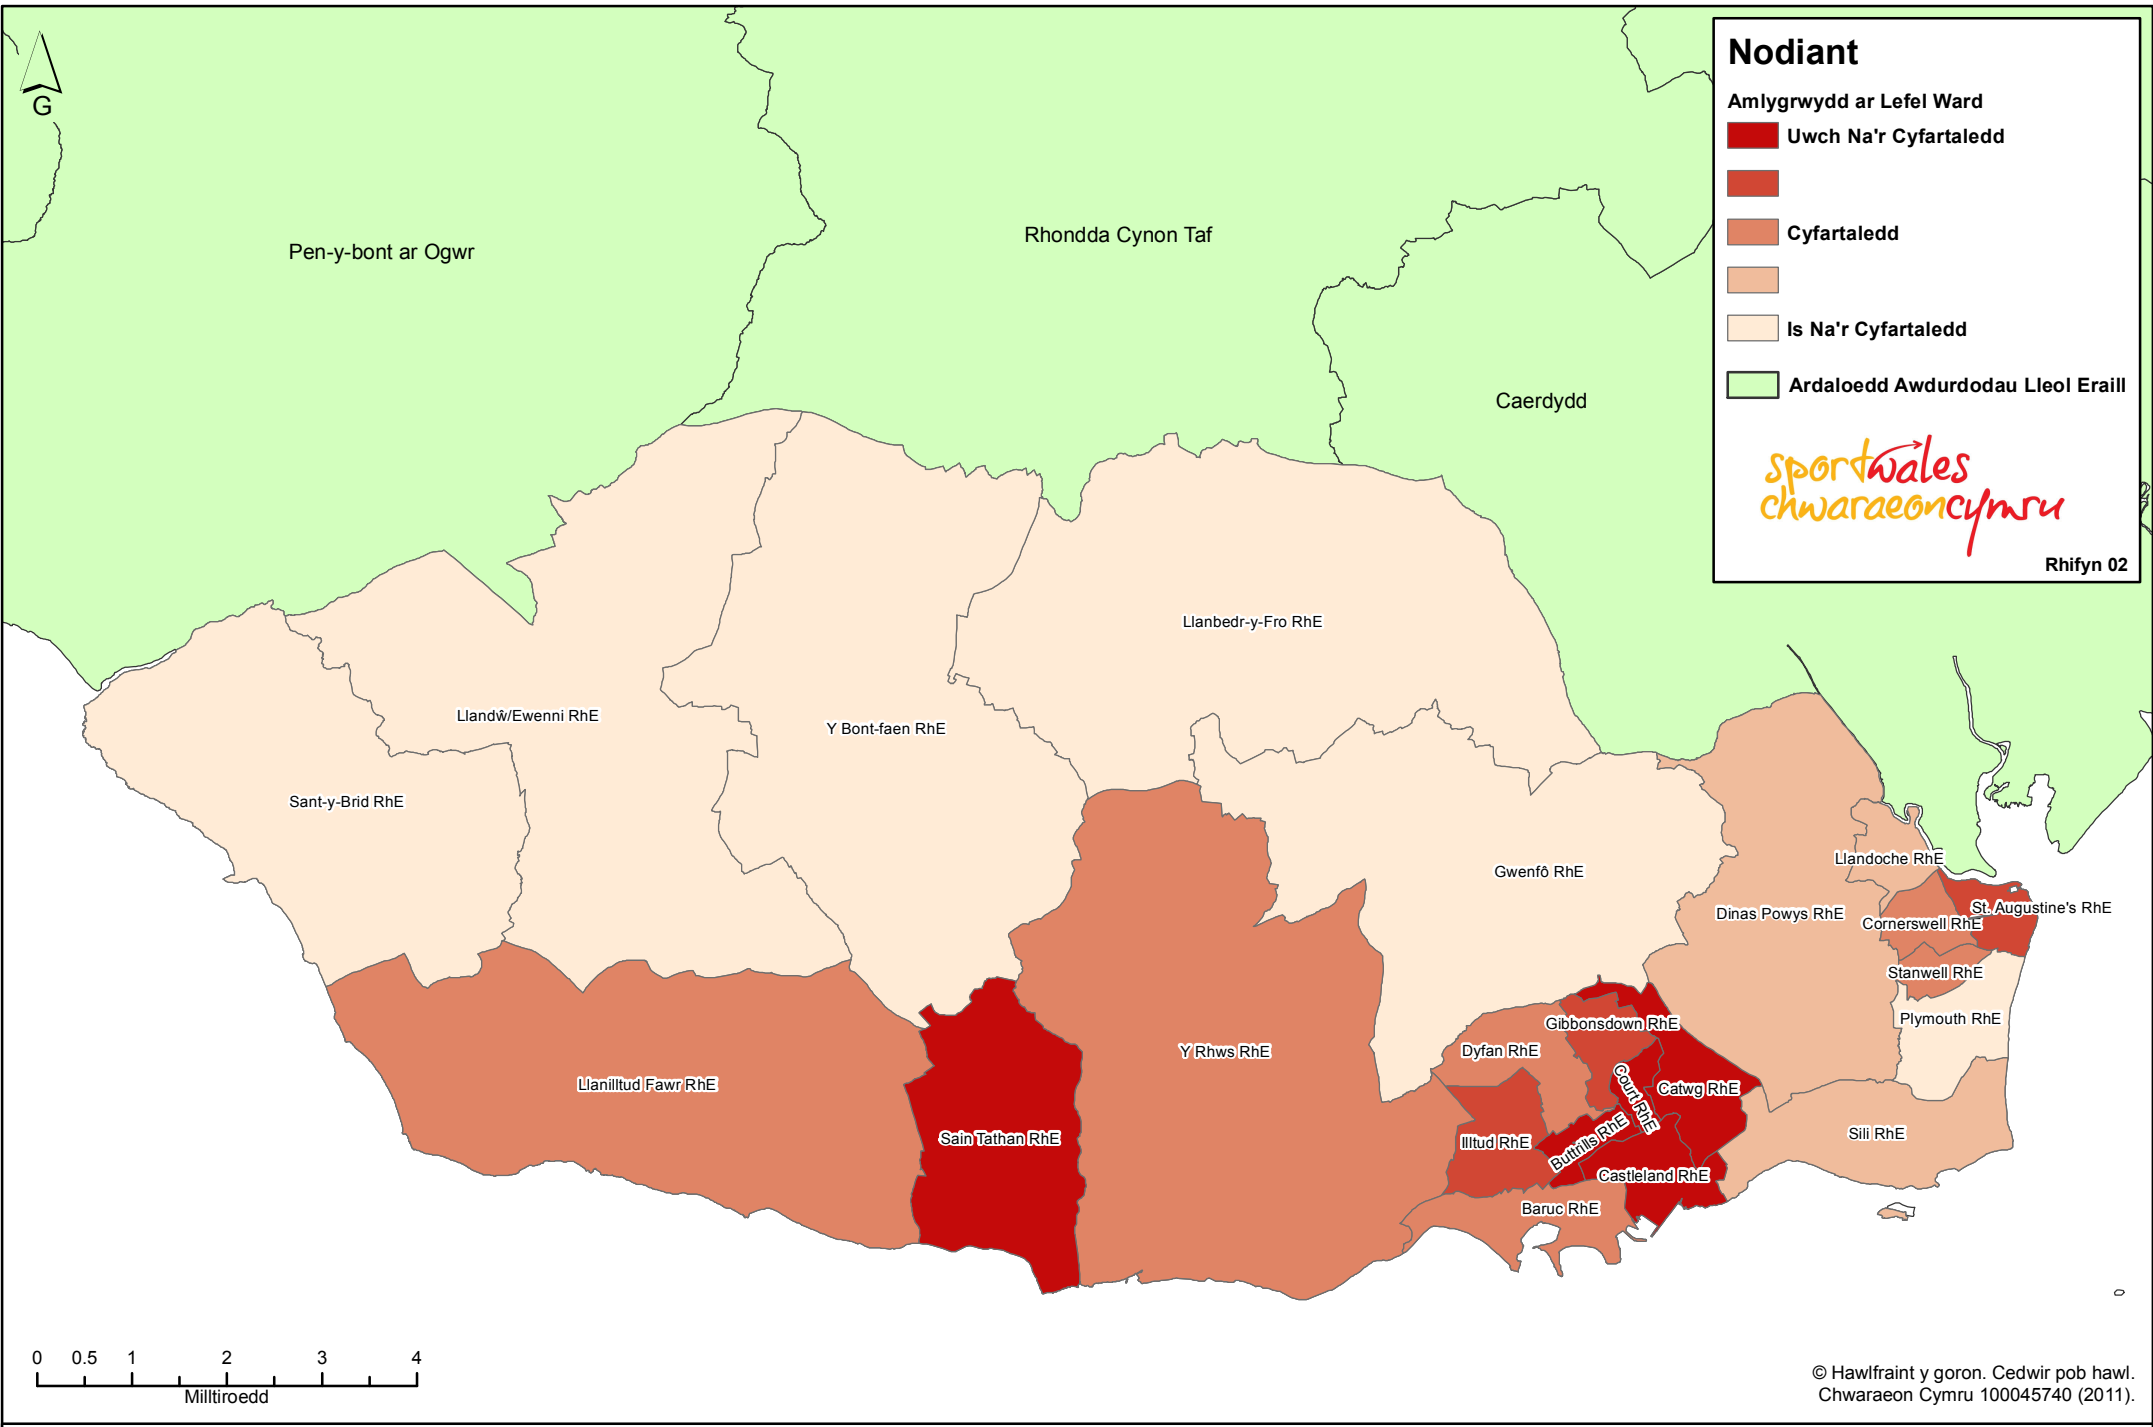 G
Nodiant
Amlygrwydd ar Lefel Ward
Uwch Na'r Cyfartaledd
Cyfartaledd
Is Na'r Cyfartaledd
Ardaloedd Awdurdodau Lleol Eraill
sportwales
chwaraeoncymru
Rhifyn 02
Pen-y-bont ar Ogwr
Rhondda Cynon Taf
Caerdydd
Llanbedr-y-Fro RhE
Llandŵ/Ewenni RhE
Y Bont-faen RhE
Sant-y-Brid RhE
Gwenfô RhE
Llandoche RhE
Dinas Powys RhE
St. Augustine's RhE
Cornerswell RhE
Stanwell RhE
Plymouth RhE
Gibbonsdown RhE
Dyfan RhE
Y Rhws RhE
Llanilltud Fawr RhE
Court RhE
Catwg RhE
Sain Tathan RhE
Illtud RhE
Buttrills RhE
Sili RhE
Castleland RhE
Baruc RhE
0 0.5 1 2 3 4
Milltiroedd
© Hawlfraint y goron. Cedwir pob hawl.
Chwaraeon Cymru 100045740 (2011).